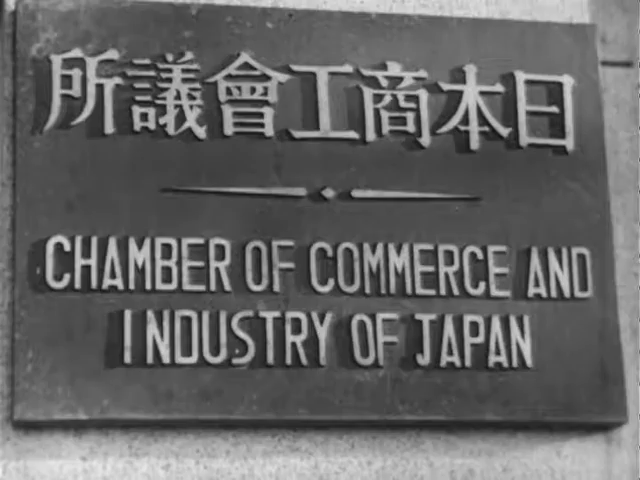 日本商工會議所
CHAMBER OF COMMERCE AND
INDUSTRY OF JAPAN